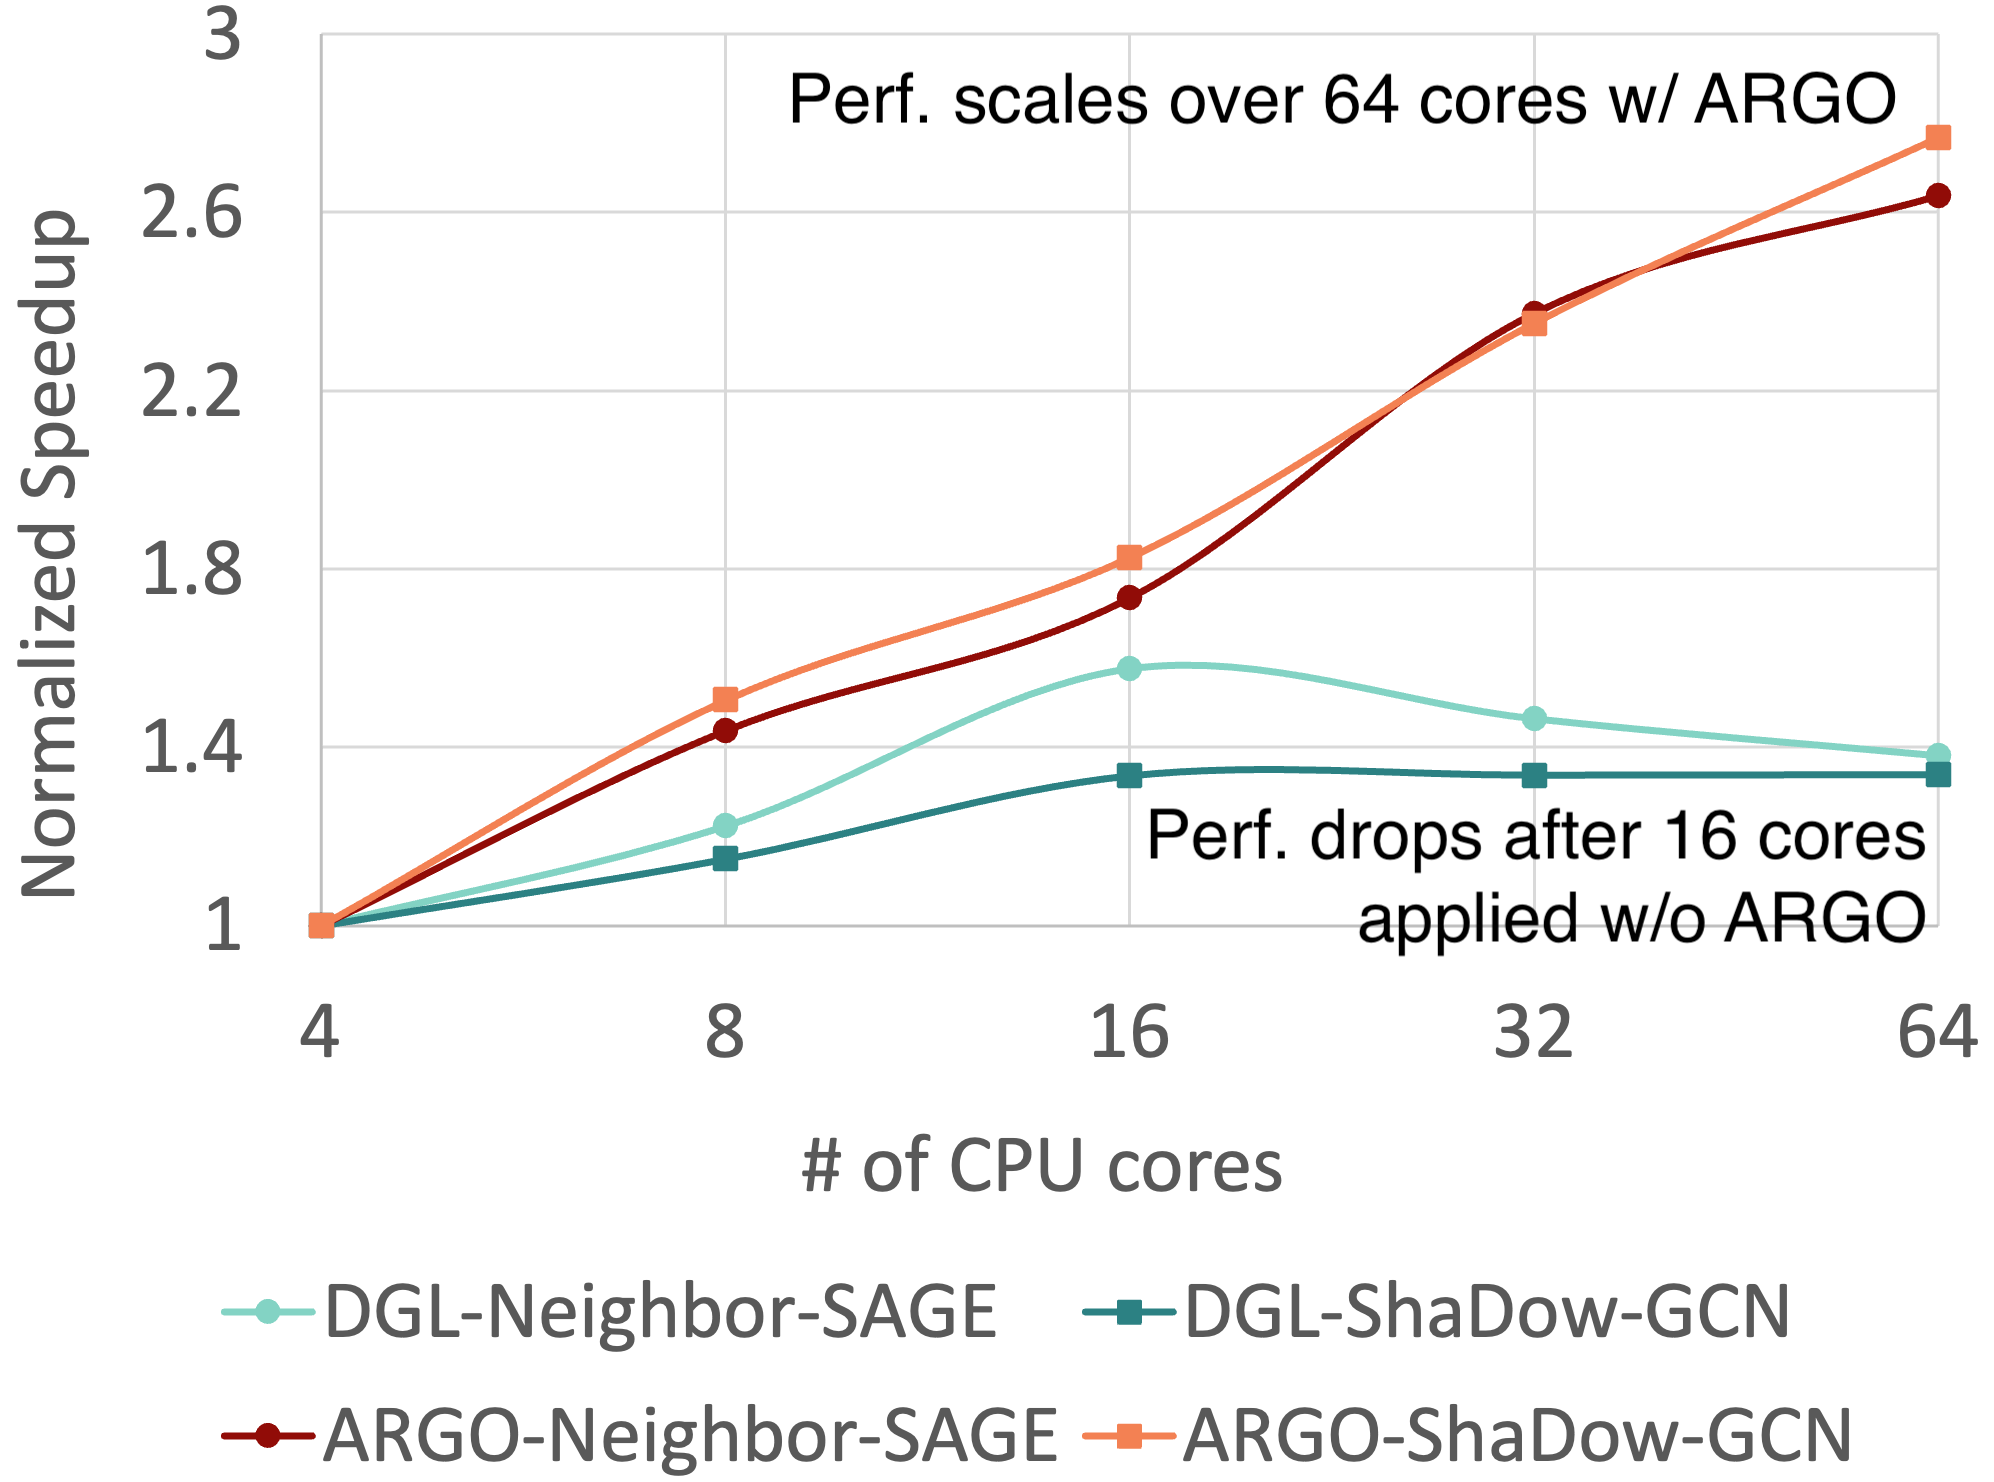 3
Perf. scales over 64 cores w/ ARGO
2.6
2.2
1.8
1.4
1
Normalized Speedup
Perf. drops after 16 cores
applied w/o ARGO
4 8 16 32 64
# of CPU cores
DGL-Neighbor-SAGE DGL-ShaDow-GCN
ARGO-Neighbor-SAGE ARGO-ShaDow-GCN